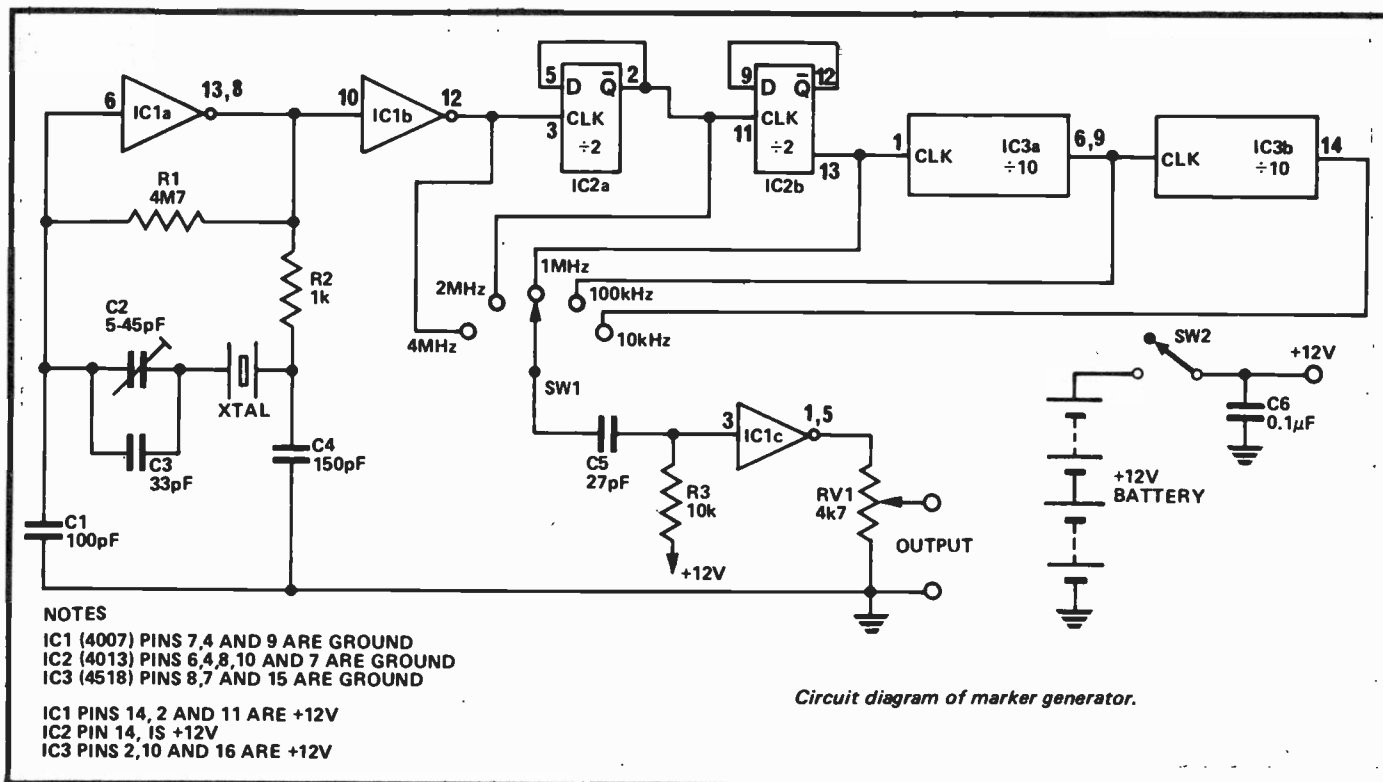 6
IC1a
13,8
10
IC1b
12
5
D
Q̄
2
CLK
3
÷2
IC2a
9
D
Q̄
12
CLK
11
÷2
13
IC2b
1
CLK
IC3a
÷10
6,9
CLK
IC3b
÷10
14
R1
4M7
R2
1k
C2
5-45pF
XTAL
C3
33pF
C4
150pF
C1
100pF
4MHz
2MHz
1MHz
100kHz
10kHz
SW1
C5
27pF
3
IC1c
1,5
R3
10k
+12V
RV1
4k7
OUTPUT
SW2
+12V
C6
0.1µF
+12V
BATTERY
NOTES
IC1 (4007) PINS 7,4 AND 9 ARE GROUND
IC2 (4013) PINS 6,4,8,10 AND 7 ARE GROUND
IC3 (4518) PINS 8,7 AND 15 ARE GROUND
IC1 PINS 14, 2 AND 11 ARE +12V
IC2 PIN 14, IS +12V
IC3 PINS 2,10 AND 16 ARE +12V
Circuit diagram of marker generator.